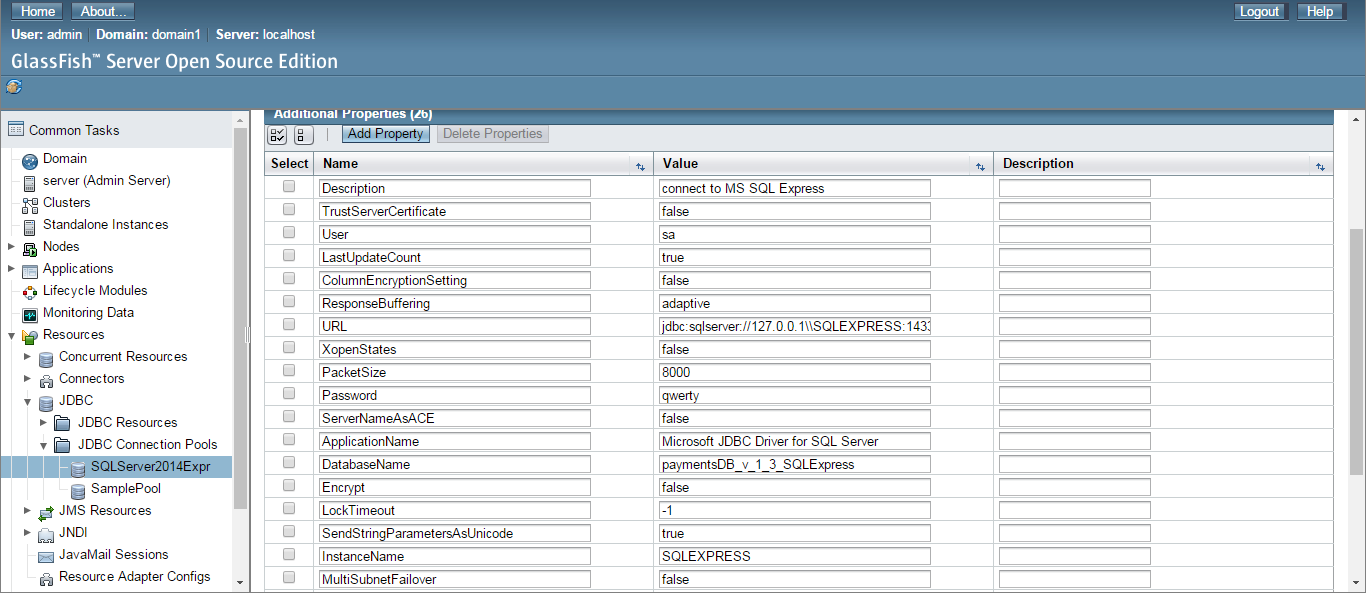 Home About... Logout Help
User: admin Domain: domain1 Server: localhost
GlassFish™ Server Open Source Edition
Common Tasks
Domain
server (Admin Server)
Clusters
Standalone Instances
Nodes
Applications
Lifecycle Modules
Monitoring Data
Resources
Concurrent Resources
Connectors
JDBC
JDBC Resources
JDBC Connection Pools
SQLServer2014Expr
SamplePool
JMS Resources
JNDI
JavaMail Sessions
Resource Adapter Configs
Additional Properties (26)
Add Property Delete Properties
Select Name Value Description
Description connect to MS SQL Express
TrustServerCertificate false
User sa
LastUpdateCount true
ColumnEncryptionSetting false
ResponseBuffering adaptive
URL jdbc:sqlserver://127.0.0.1\\SQLEXPRESS:1433
XopenStates false
PacketSize 8000
Password qwerty
ServerNameAsACE false
ApplicationName Microsoft JDBC Driver for SQL Server
DatabaseName paymentsDB_v_1_3_SQLExpress
Encrypt false
LockTimeout -1
SendStringParametersAsUnicode true
InstanceName SQLEXPRESS
MultiSubnetFailover false